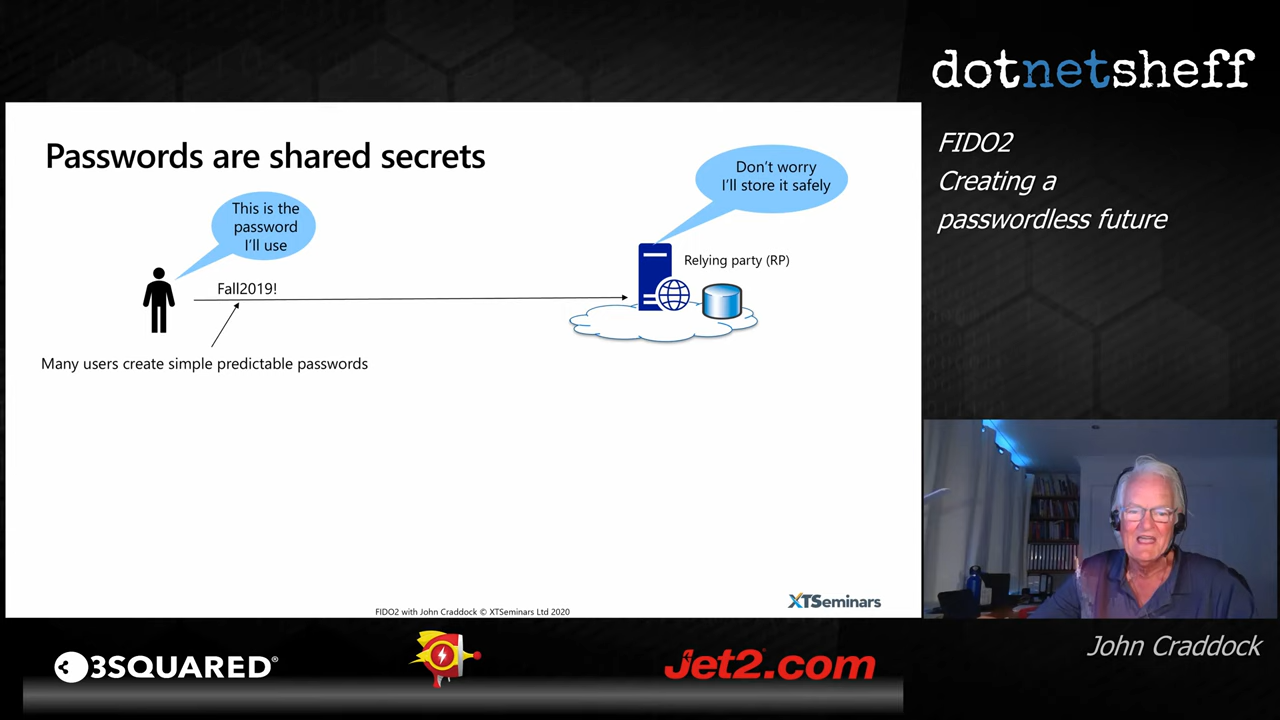 dotnetsheff
FIDO2
Creating a
passwordless future
Passwords are shared secrets
This is the
password
I'll use
Don't worry
I'll store it safely
Relying party (RP)
Fall2019!
Many users create simple predictable passwords
FIDO2 with John Craddock © XTSeminars Ltd 2020
XTSeminars
John Craddock
3SQUARED®
Jet2.com